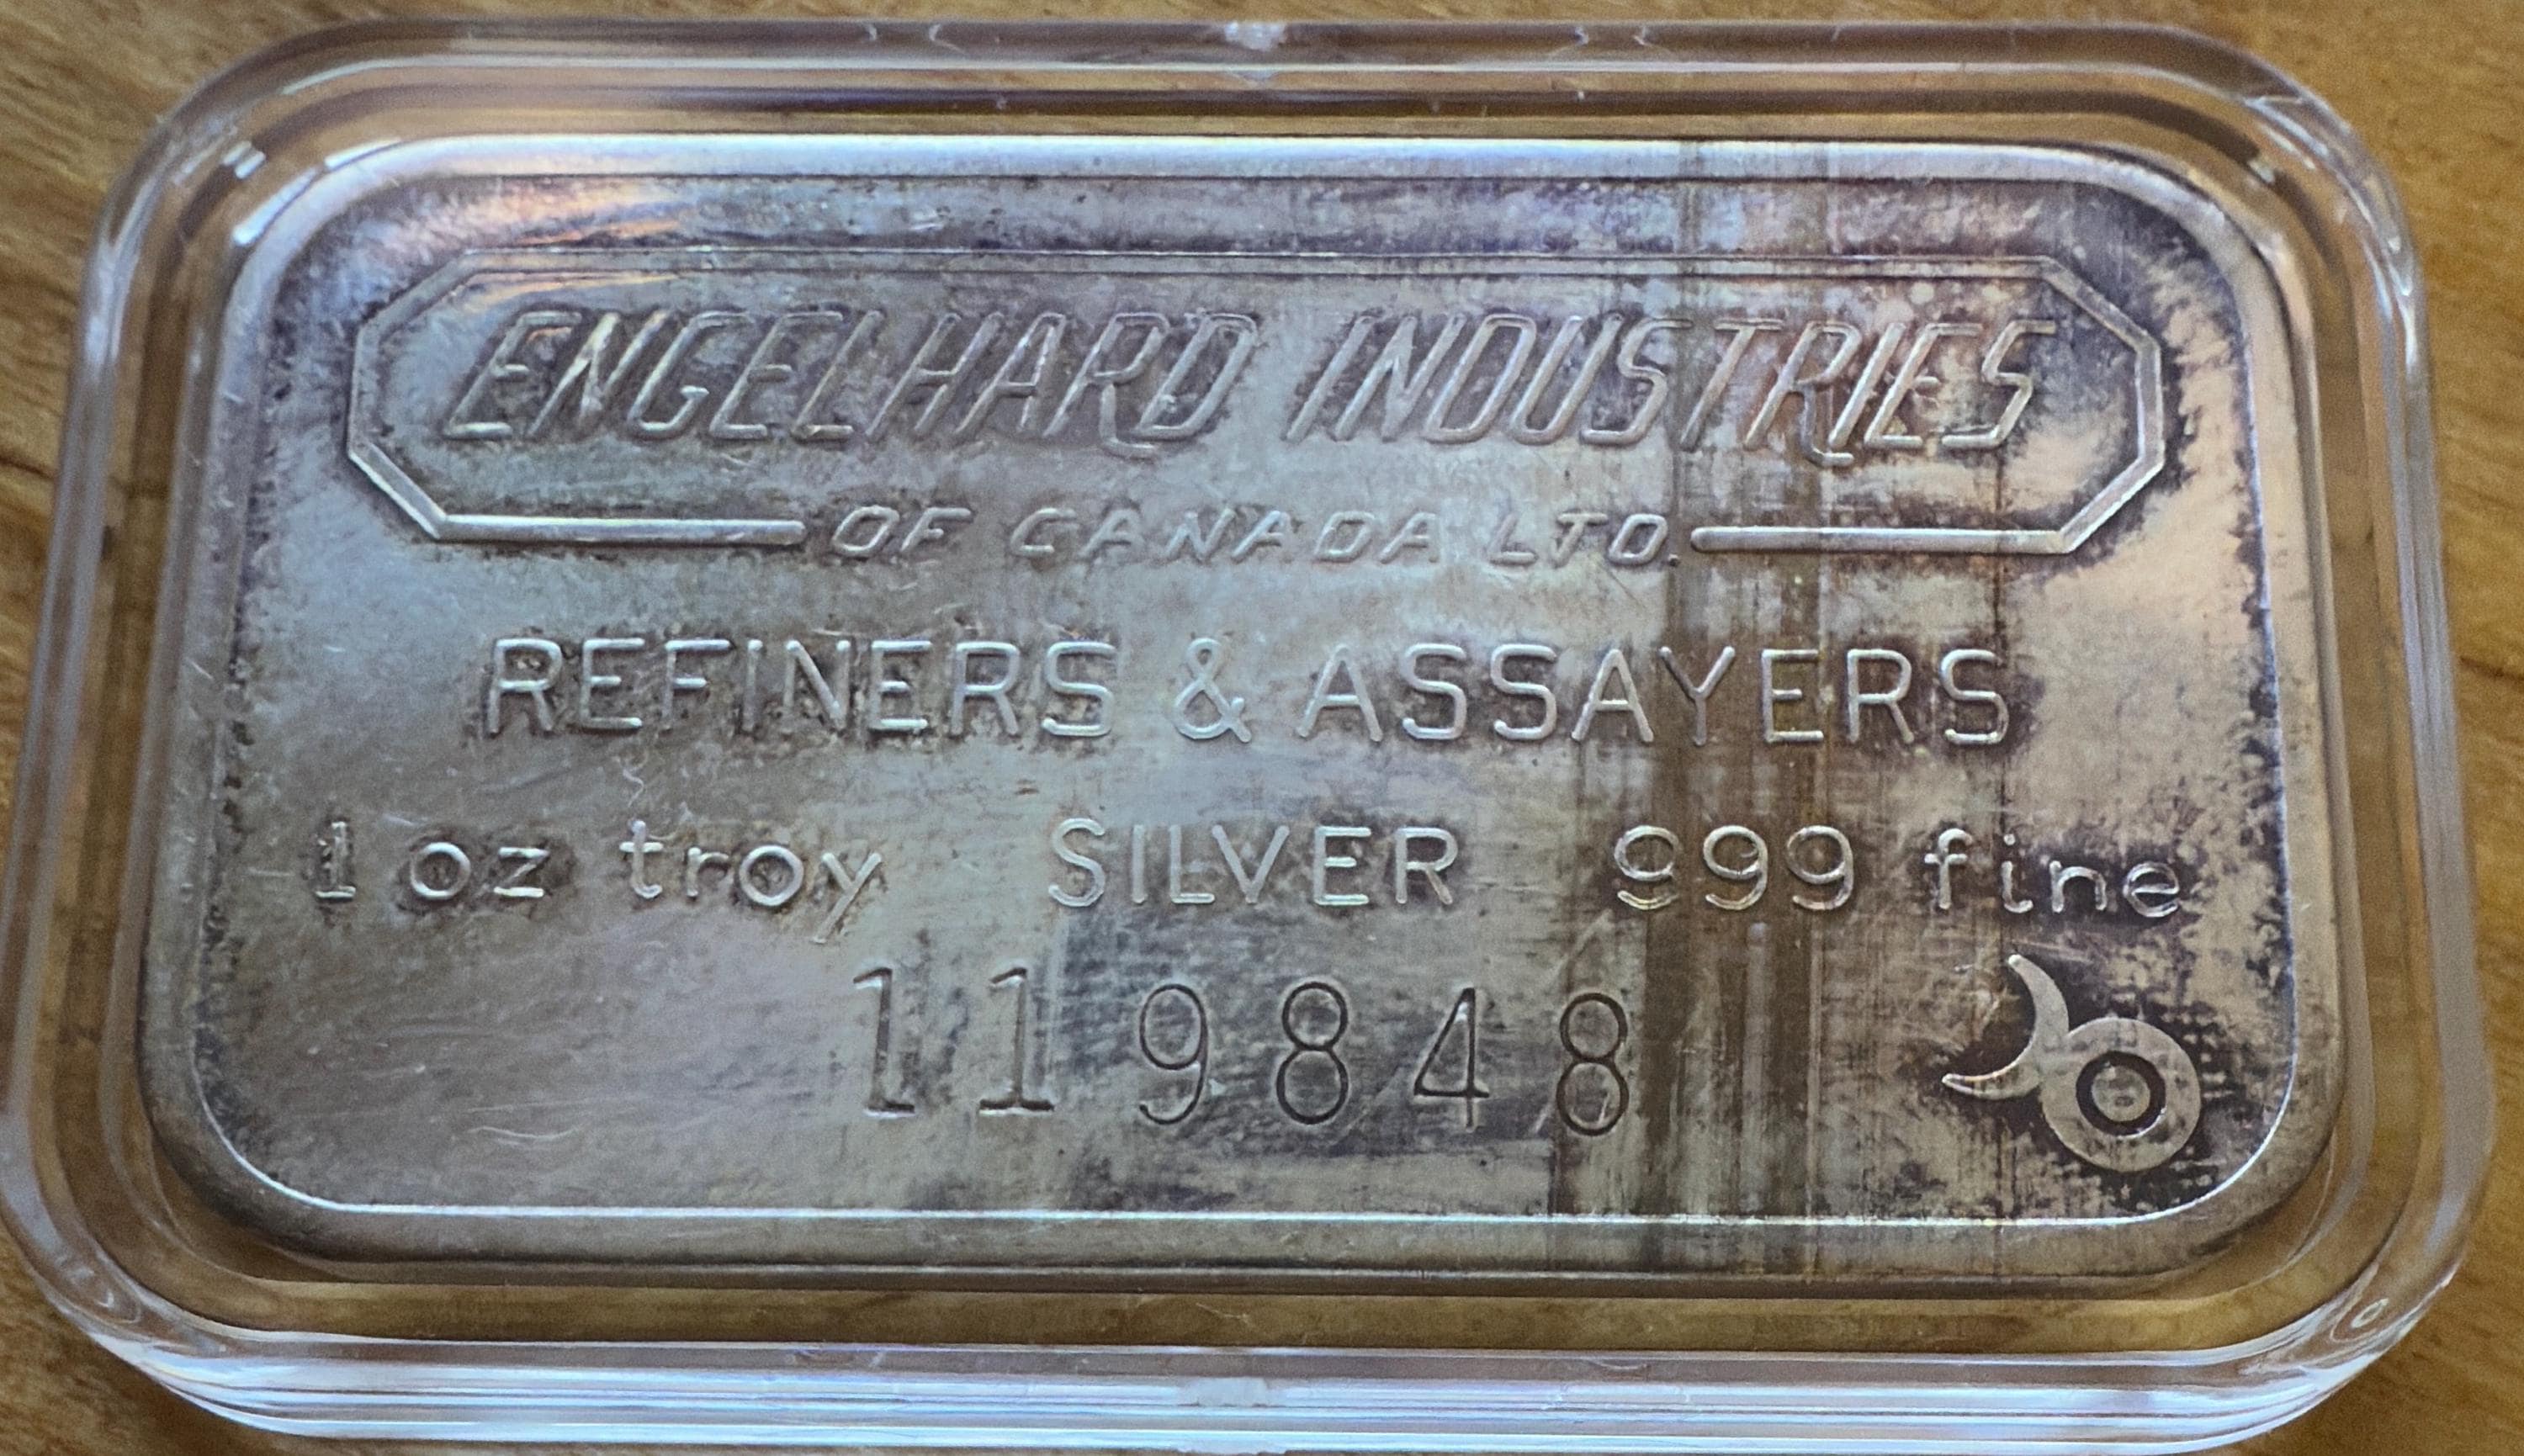 ENGELHARD INDUSTRIES
OF CANADA LTD.
REFINERS & ASSAYERS
1 oz troy SILVER 999 fine
119848